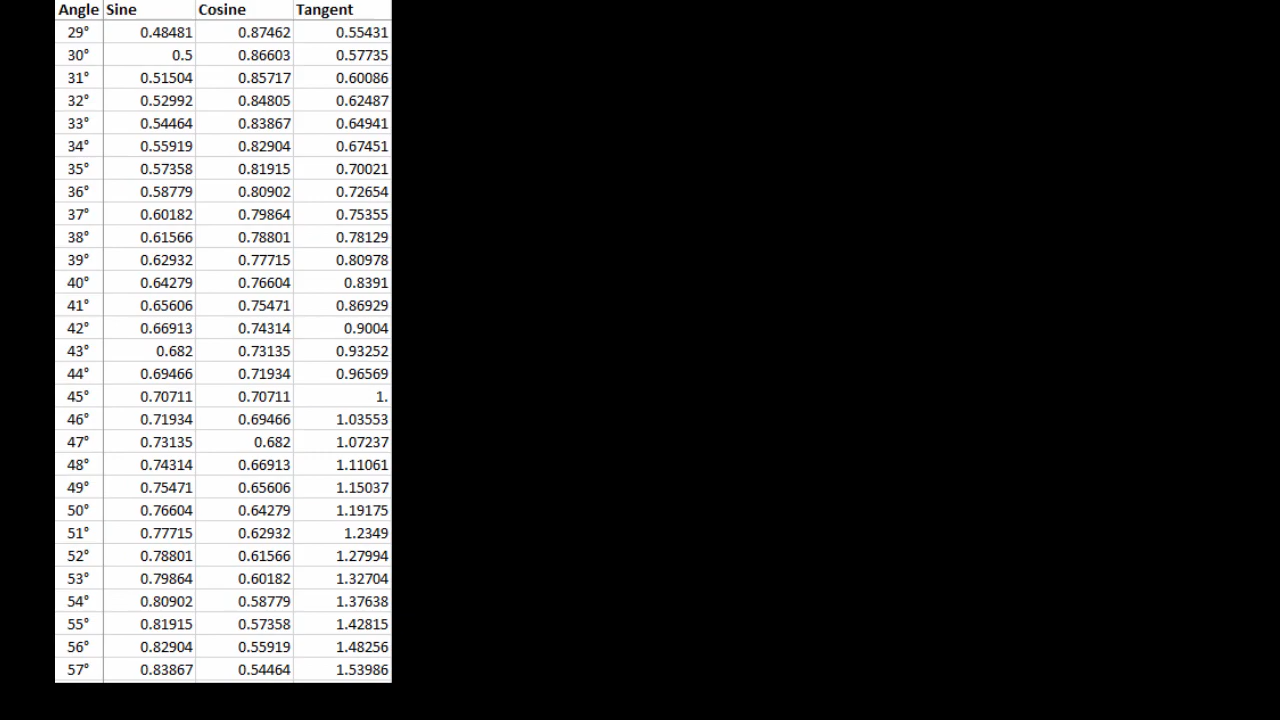 Angle Sine Cosine Tangent
29° 0.48481 0.87462 0.55431
30° 0.5 0.86603 0.57735
31° 0.51504 0.85717 0.60086
32° 0.52992 0.84805 0.62487
33° 0.54464 0.83867 0.64941
34° 0.55919 0.82904 0.67451
35° 0.57358 0.81915 0.70021
36° 0.58779 0.80902 0.72654
37° 0.60182 0.79864 0.75355
38° 0.61566 0.78801 0.78129
39° 0.62932 0.77715 0.80978
40° 0.64279 0.76604 0.8391
41° 0.65606 0.75471 0.86929
42° 0.66913 0.74314 0.9004
43° 0.682 0.73135 0.93252
44° 0.69466 0.71934 0.96569
45° 0.70711 0.70711 1.
46° 0.71934 0.69466 1.03553
47° 0.73135 0.682 1.07237
48° 0.74314 0.66913 1.11061
49° 0.75471 0.65606 1.15037
50° 0.76604 0.64279 1.19175
51° 0.77715 0.62932 1.2349
52° 0.78801 0.61566 1.27994
53° 0.79864 0.60182 1.32704
54° 0.80902 0.58779 1.37638
55° 0.81915 0.57358 1.42815
56° 0.82904 0.55919 1.48256
57° 0.83867 0.54464 1.53986